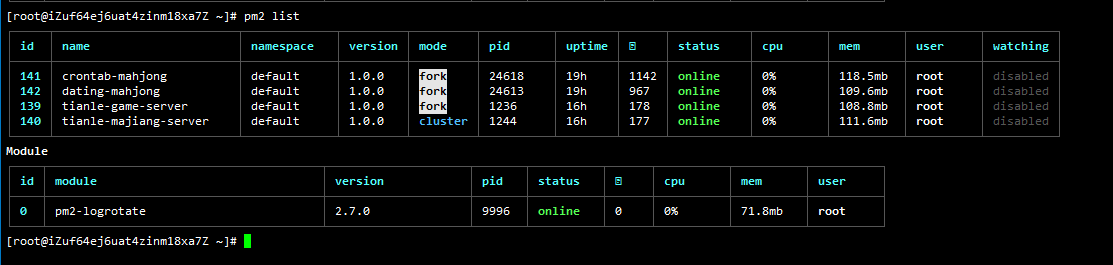 [root@iZuf64ej6uat4zinm18xa7Z ~]# pm2 list
id name namespace version mode pid uptime status cpu mem user watching
141 crontab-mahjong default 1.0.0 fork 24618 19h 1142 online 0% 118.5mb root disabled
142 dating-mahjong default 1.0.0 fork 24613 19h 967 online 0% 109.6mb root disabled
139 tianle-game-server default 1.0.0 fork 1236 16h 178 online 0% 108.8mb root disabled
140 tianle-majiang-server default 1.0.0 cluster 1244 16h 177 online 0% 111.6mb root disabled
Module
id module version pid status cpu mem user
0 pm2-logrotate 2.7.0 9996 online 0 0% 71.8mb root
[root@iZuf64ej6uat4zinm18xa7Z ~]#